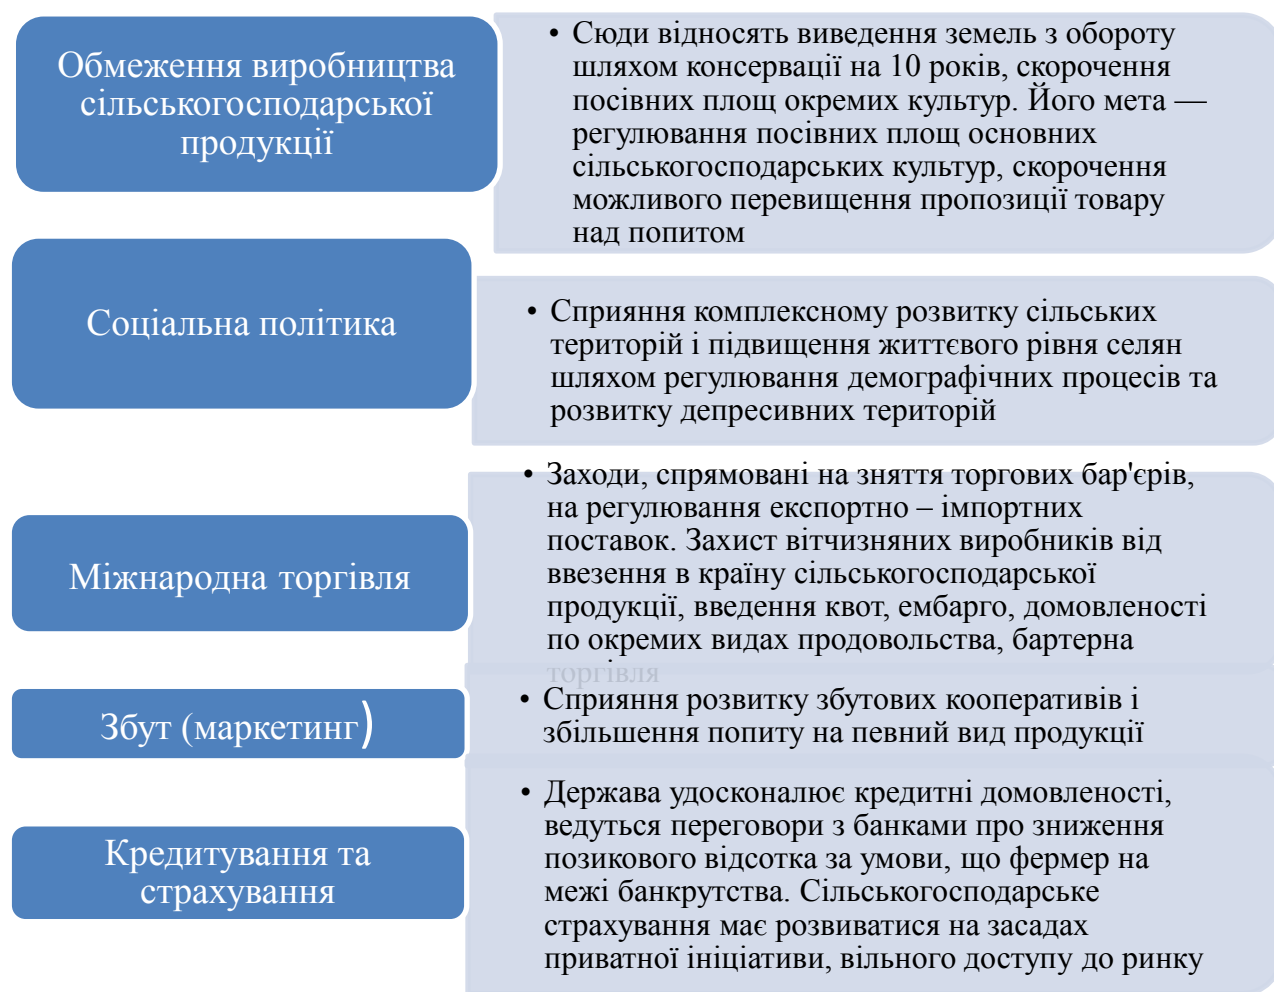 Обмеження виробництва
сільськогосподарської
продукції
• Сюди відносять виведення земель з обороту
шляхом консервації на 10 років, скорочення
посівних площ окремих культур. Його мета —
регулювання посівних площ основних
сільськогосподарських культур, скорочення
можливого перевищення пропозиції товару
над попитом
Соціальна політика
• Сприяння комплексному розвитку сільських
територій і підвищення життєвого рівня селян
шляхом регулювання демографічних процесів та
розвитку депресивних територій
Міжнародна торгівля
• Заходи, спрямовані на зняття торгових бар'єрів,
на регулювання експортно – імпортних
поставок. Захист вітчизняних виробників від
ввезення в країну сільськогосподарської
продукції, введення квот, ембарго, домовленості
по окремих видах продовольства, бартерна
торгівля
Збут (маркетинг)
• Сприяння розвитку збутових кооперативів і
збільшення попиту на певний вид продукції
Кредитування та
страхування
• Держава удосконалює кредитні домовленості,
ведуться переговори з банками про зниження
позикового відсотка за умови, що фермер на
межі банкрутства. Сільськогосподарське
страхування має розвиватися на засадах
приватної ініціативи, вільного доступу до ринку